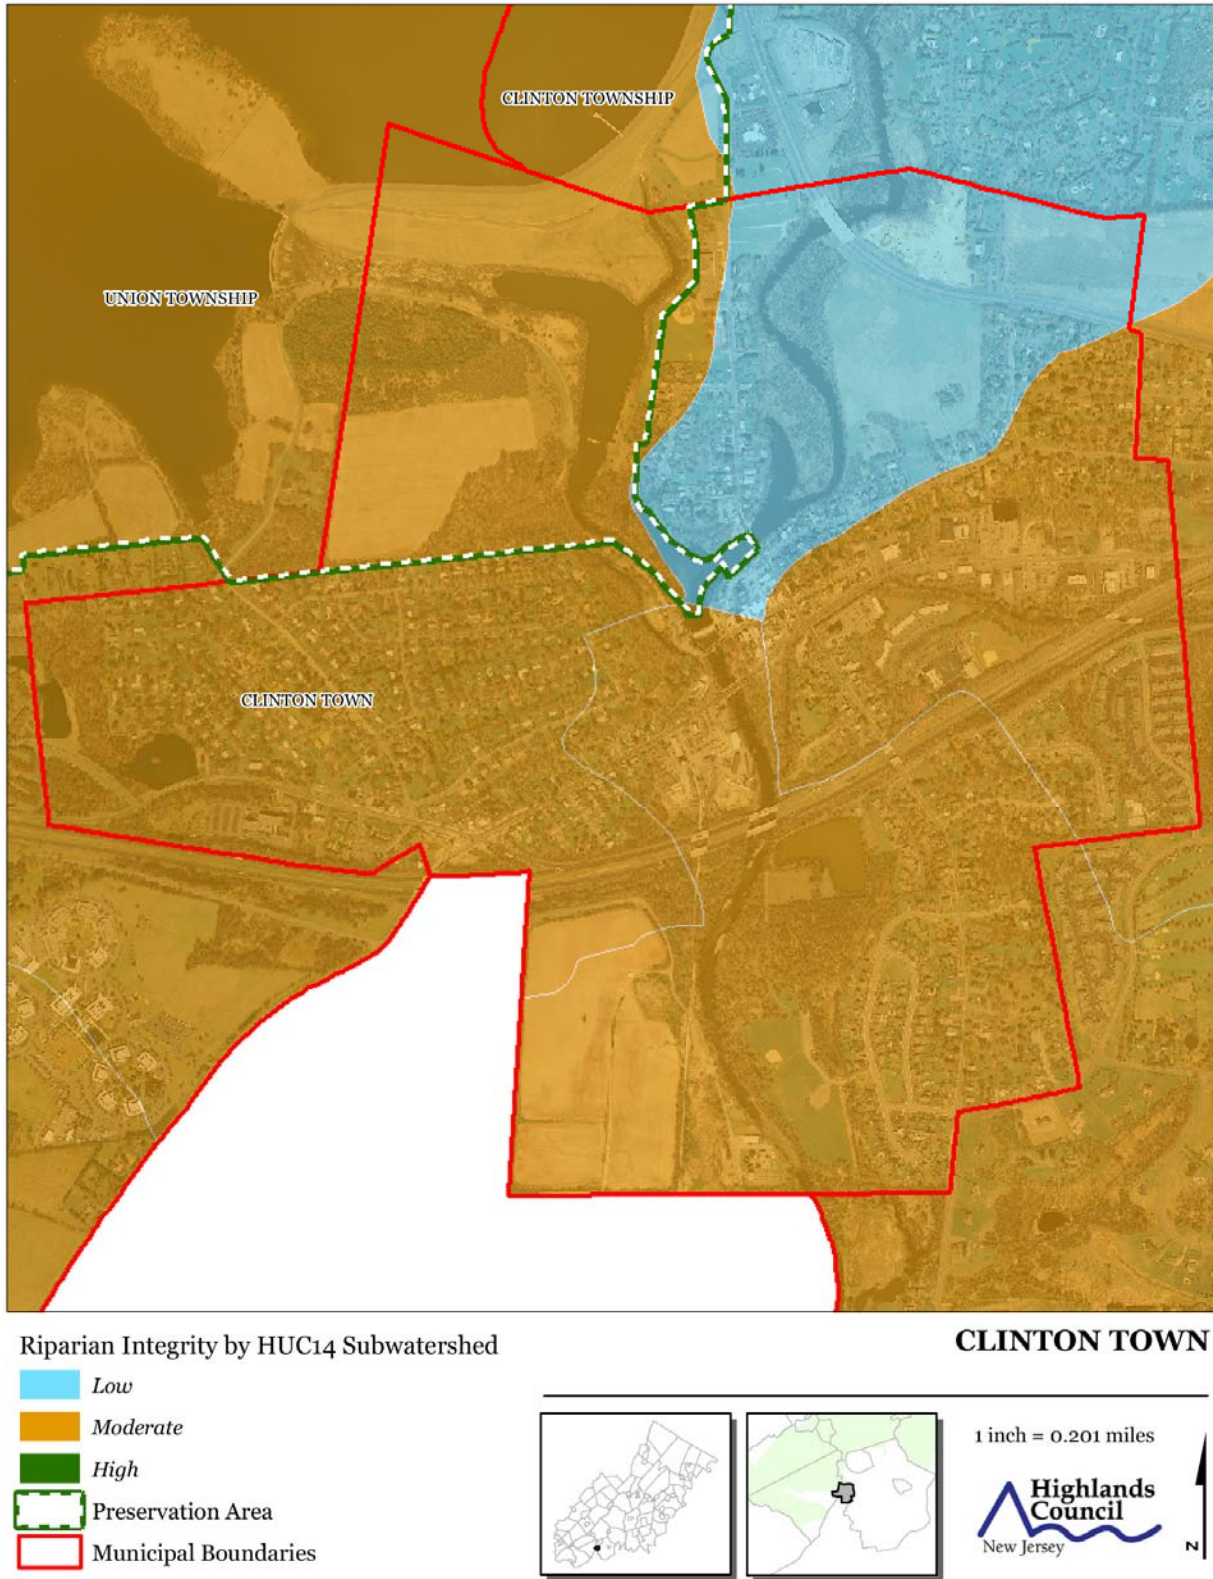 CLINTON TOWNSHIP
UNION TOWNSHIP
CLINTON TOWN
Riparian Integrity by HUC14 Subwatershed
Low
Moderate
High
Preservation Area
Municipal Boundaries
CLINTON TOWN
1 inch = 0.201 miles
Highlands
Council
New Jersey
N